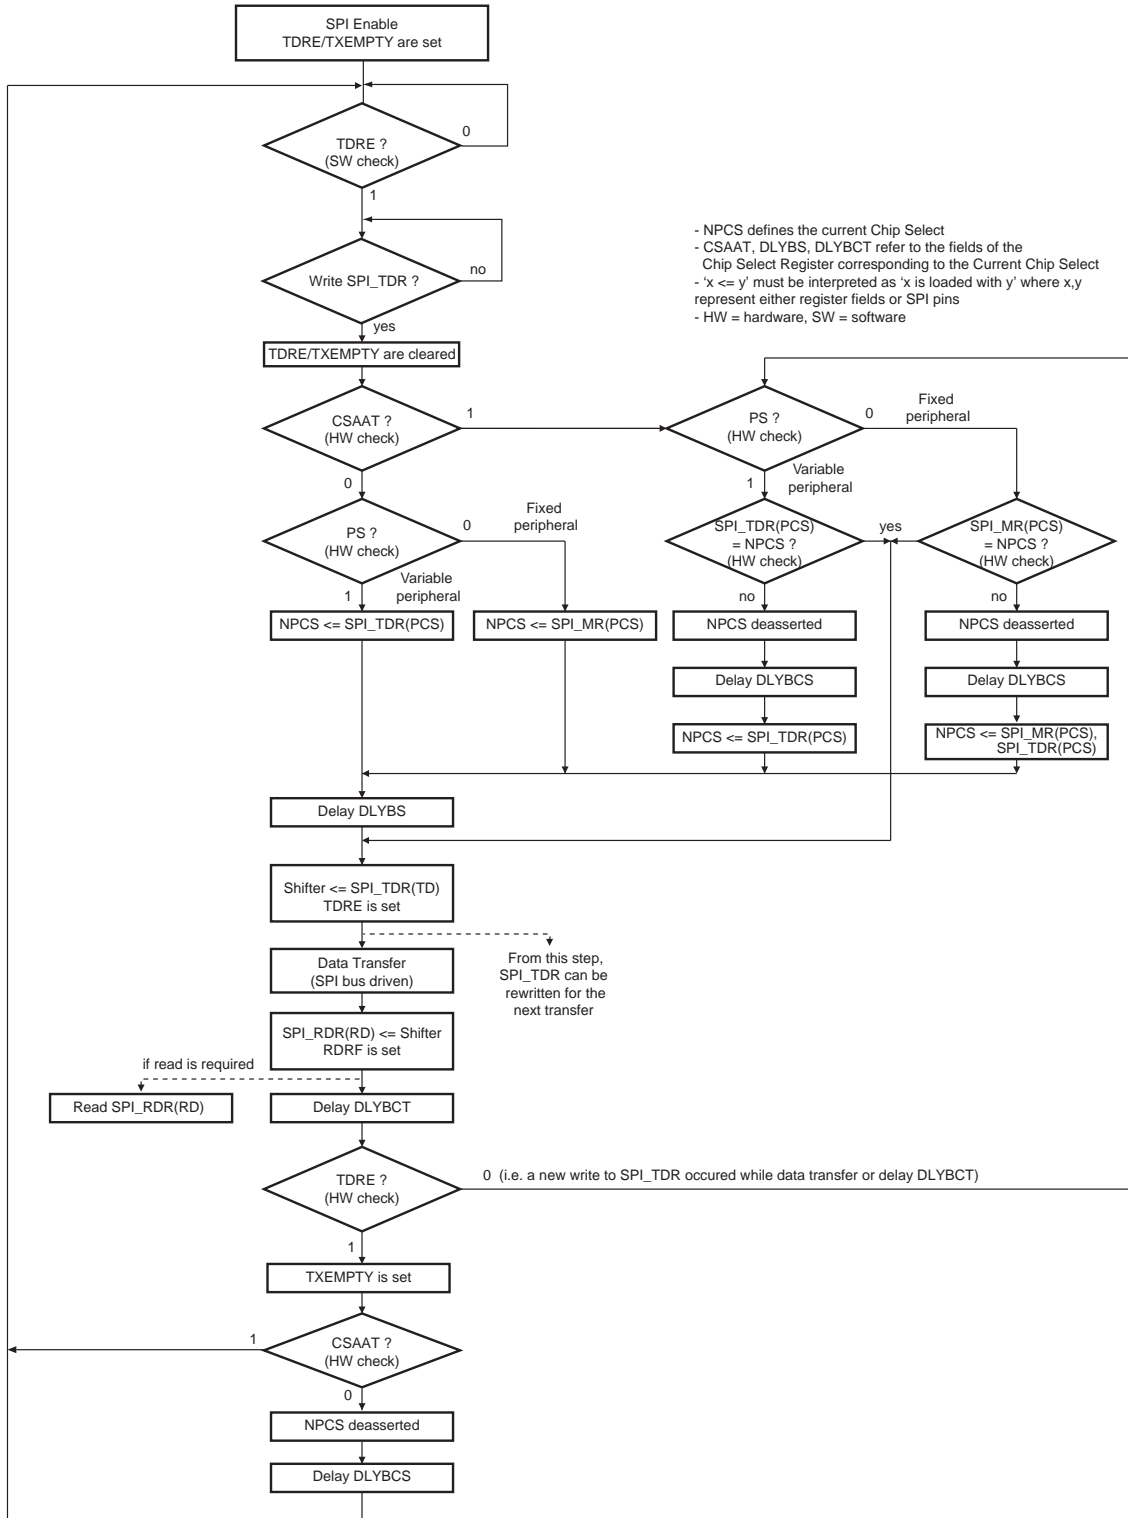 SPI Enable
TDRE/TXEMPTY are set
TDRE ?
(SW check)
0
1
Write SPI_TDR ?
no
yes
- NPCS defines the current Chip Select
- CSAAT, DLYBS, DLYBCT refer to the fields of the
Chip Select Register corresponding to the Current Chip Select
- ‘x <= y’ must be interpreted as ‘x is loaded with y’ where x,y
represent either register fields or SPI pins
- HW = hardware, SW = software
TDRE/TXEMPTY are cleared
CSAAT ?
(HW check)
1
0
PS ?
(HW check)
0
Fixed
peripheral
1
Variable
peripheral
PS ?
(HW check)
0
Fixed
peripheral
1
Variable
peripheral
SPI_TDR(PCS)
= NPCS ?
(HW check)
yes
no
SPI_MR(PCS)
= NPCS ?
(HW check)
no
NPCS <= SPI_TDR(PCS)
NPCS <= SPI_MR(PCS)
NPCS deasserted
NPCS deasserted
Delay DLYBCS
Delay DLYBCS
NPCS <= SPI_TDR(PCS)
NPCS <= SPI_MR(PCS),
SPI_TDR(PCS)
Delay DLYBS
Shifter <= SPI_TDR(TD)
TDRE is set
From this step,
SPI_TDR can be
rewritten for the
next transfer
Data Transfer
(SPI bus driven)
SPI_RDR(RD) <= Shifter
RDRF is set
if read is required
Read SPI_RDR(RD)
Delay DLYBCT
TDRE ?
(HW check)
0 (i.e. a new write to SPI_TDR occured while data transfer or delay DLYBCT)
1
TXEMPTY is set
CSAAT ?
(HW check)
1
0
NPCS deasserted
Delay DLYBCS